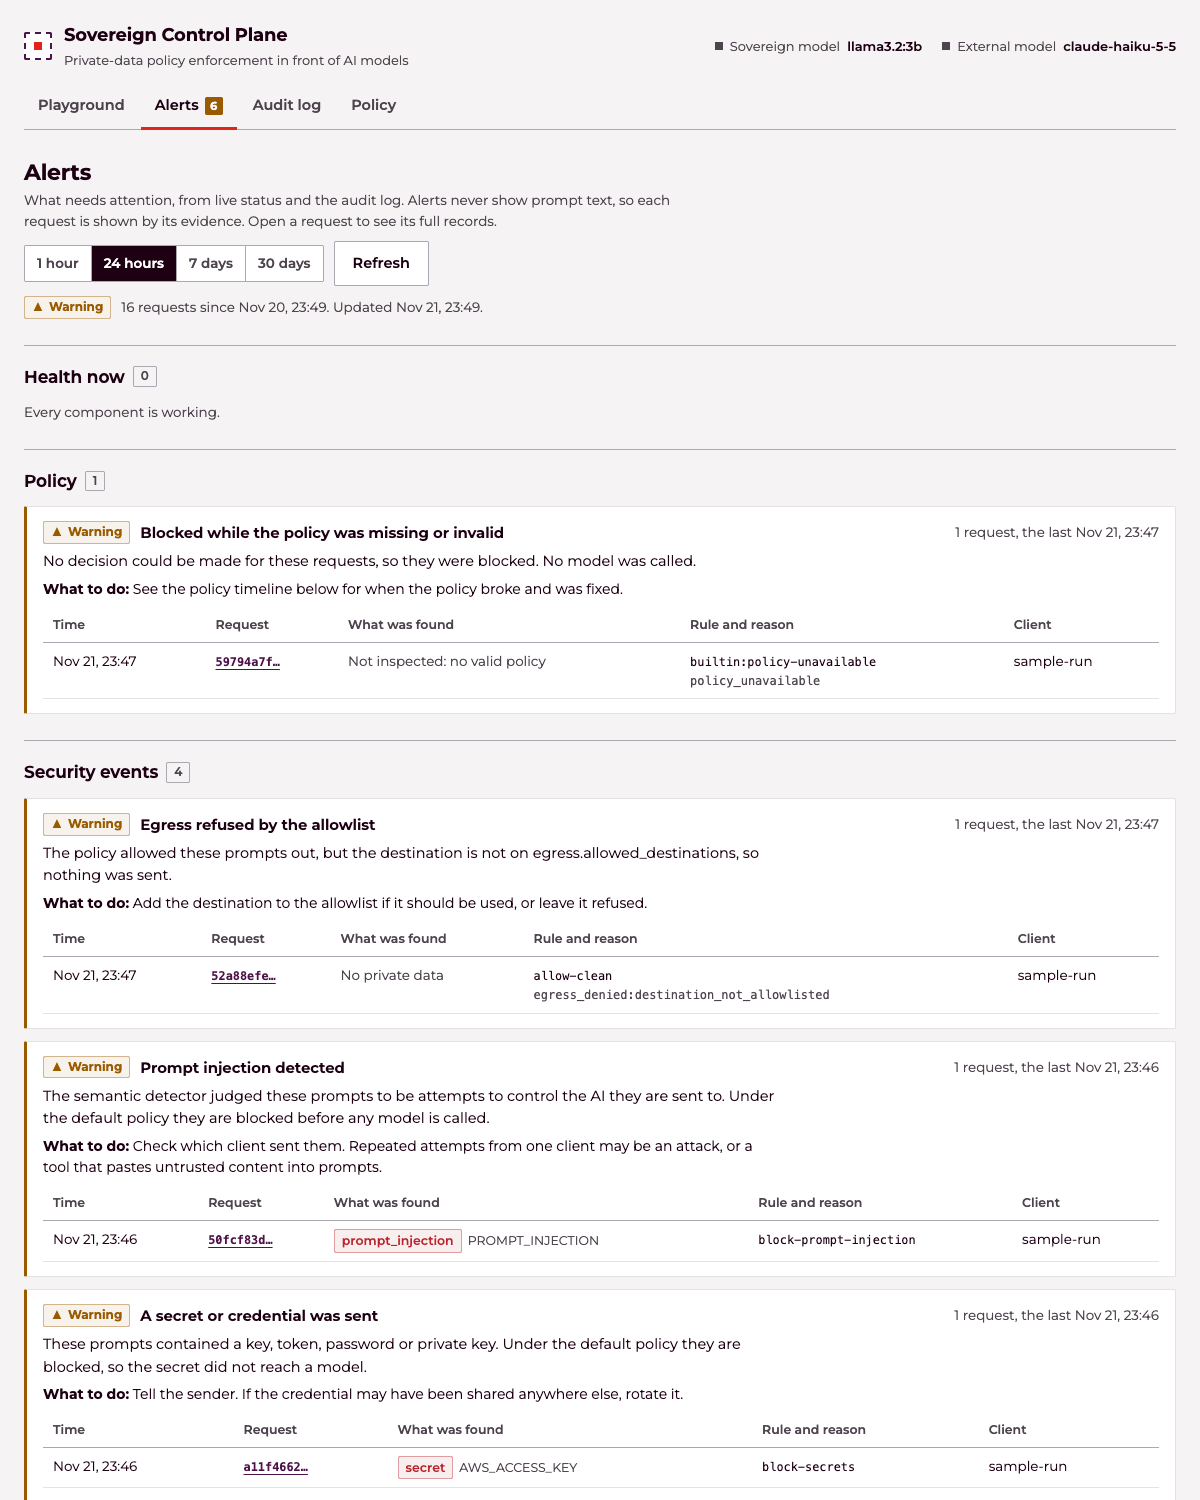 Sovereign Control Plane
Private-data policy enforcement in front of AI models
Sovereign model llama3.2:3b External model claude-haiku-5-5
Playground Alerts 6 Audit log Policy
Alerts
What needs attention, from live status and the audit log. Alerts never show prompt text, so each
request is shown by its evidence. Open a request to see its full records.
1 hour 24 hours 7 days 30 days Refresh
▲ Warning 16 requests since Nov 20, 23:49. Updated Nov 21, 23:49.
Health now 0
Every component is working.
Policy 1
▲ Warning Blocked while the policy was missing or invalid 1 request, the last Nov 21, 23:47
No decision could be made for these requests, so they were blocked. No model was called.
What to do: See the policy timeline below for when the policy broke and was fixed.
Time Request What was found Rule and reason Client
Nov 21, 23:47 59794a7f… Not inspected: no valid policy builtin:policy-unavailable sample-run
policy_unavailable
Security events 4
▲ Warning Egress refused by the allowlist 1 request, the last Nov 21, 23:47
The policy allowed these prompts out, but the destination is not on egress.allowed_destinations, so
nothing was sent.
What to do: Add the destination to the allowlist if it should be used, or leave it refused.
Time Request What was found Rule and reason Client
Nov 21, 23:47 52a88efe… No private data allow-clean sample-run
egress_denied:destination_not_allowlisted
▲ Warning Prompt injection detected 1 request, the last Nov 21, 23:46
The semantic detector judged these prompts to be attempts to control the AI they are sent to. Under
the default policy they are blocked before any model is called.
What to do: Check which client sent them. Repeated attempts from one client may be an attack, or a
tool that pastes untrusted content into prompts.
Time Request What was found Rule and reason Client
Nov 21, 23:46 50fcf83d… prompt_injection PROMPT_INJECTION block-prompt-injection sample-run
▲ Warning A secret or credential was sent 1 request, the last Nov 21, 23:46
These prompts contained a key, token, password or private key. Under the default policy they are
blocked, so the secret did not reach a model.
What to do: Tell the sender. If the credential may have been shared anywhere else, rotate it.
Time Request What was found Rule and reason Client
Nov 21, 23:46 a11f4662… secret AWS_ACCESS_KEY block-secrets sample-run